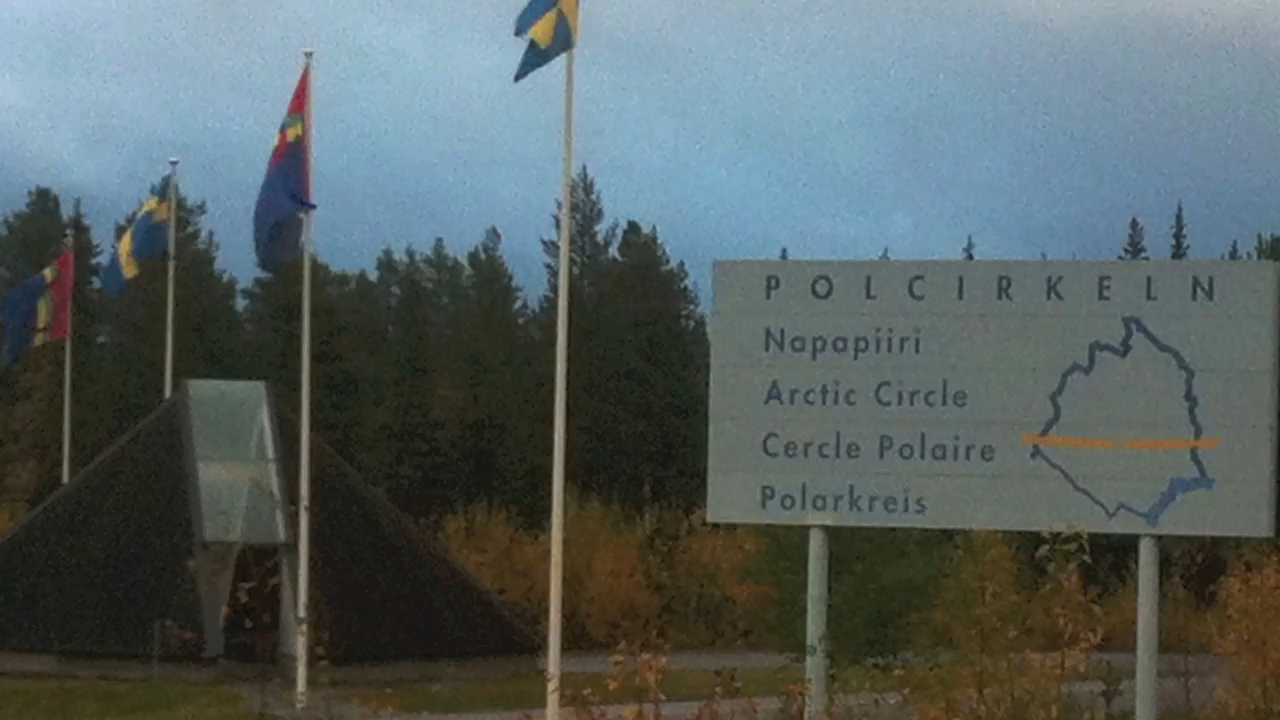 POLCIRKELN
Napapiiri
Arctic Circle
Cercle Polaire
Polarkreis